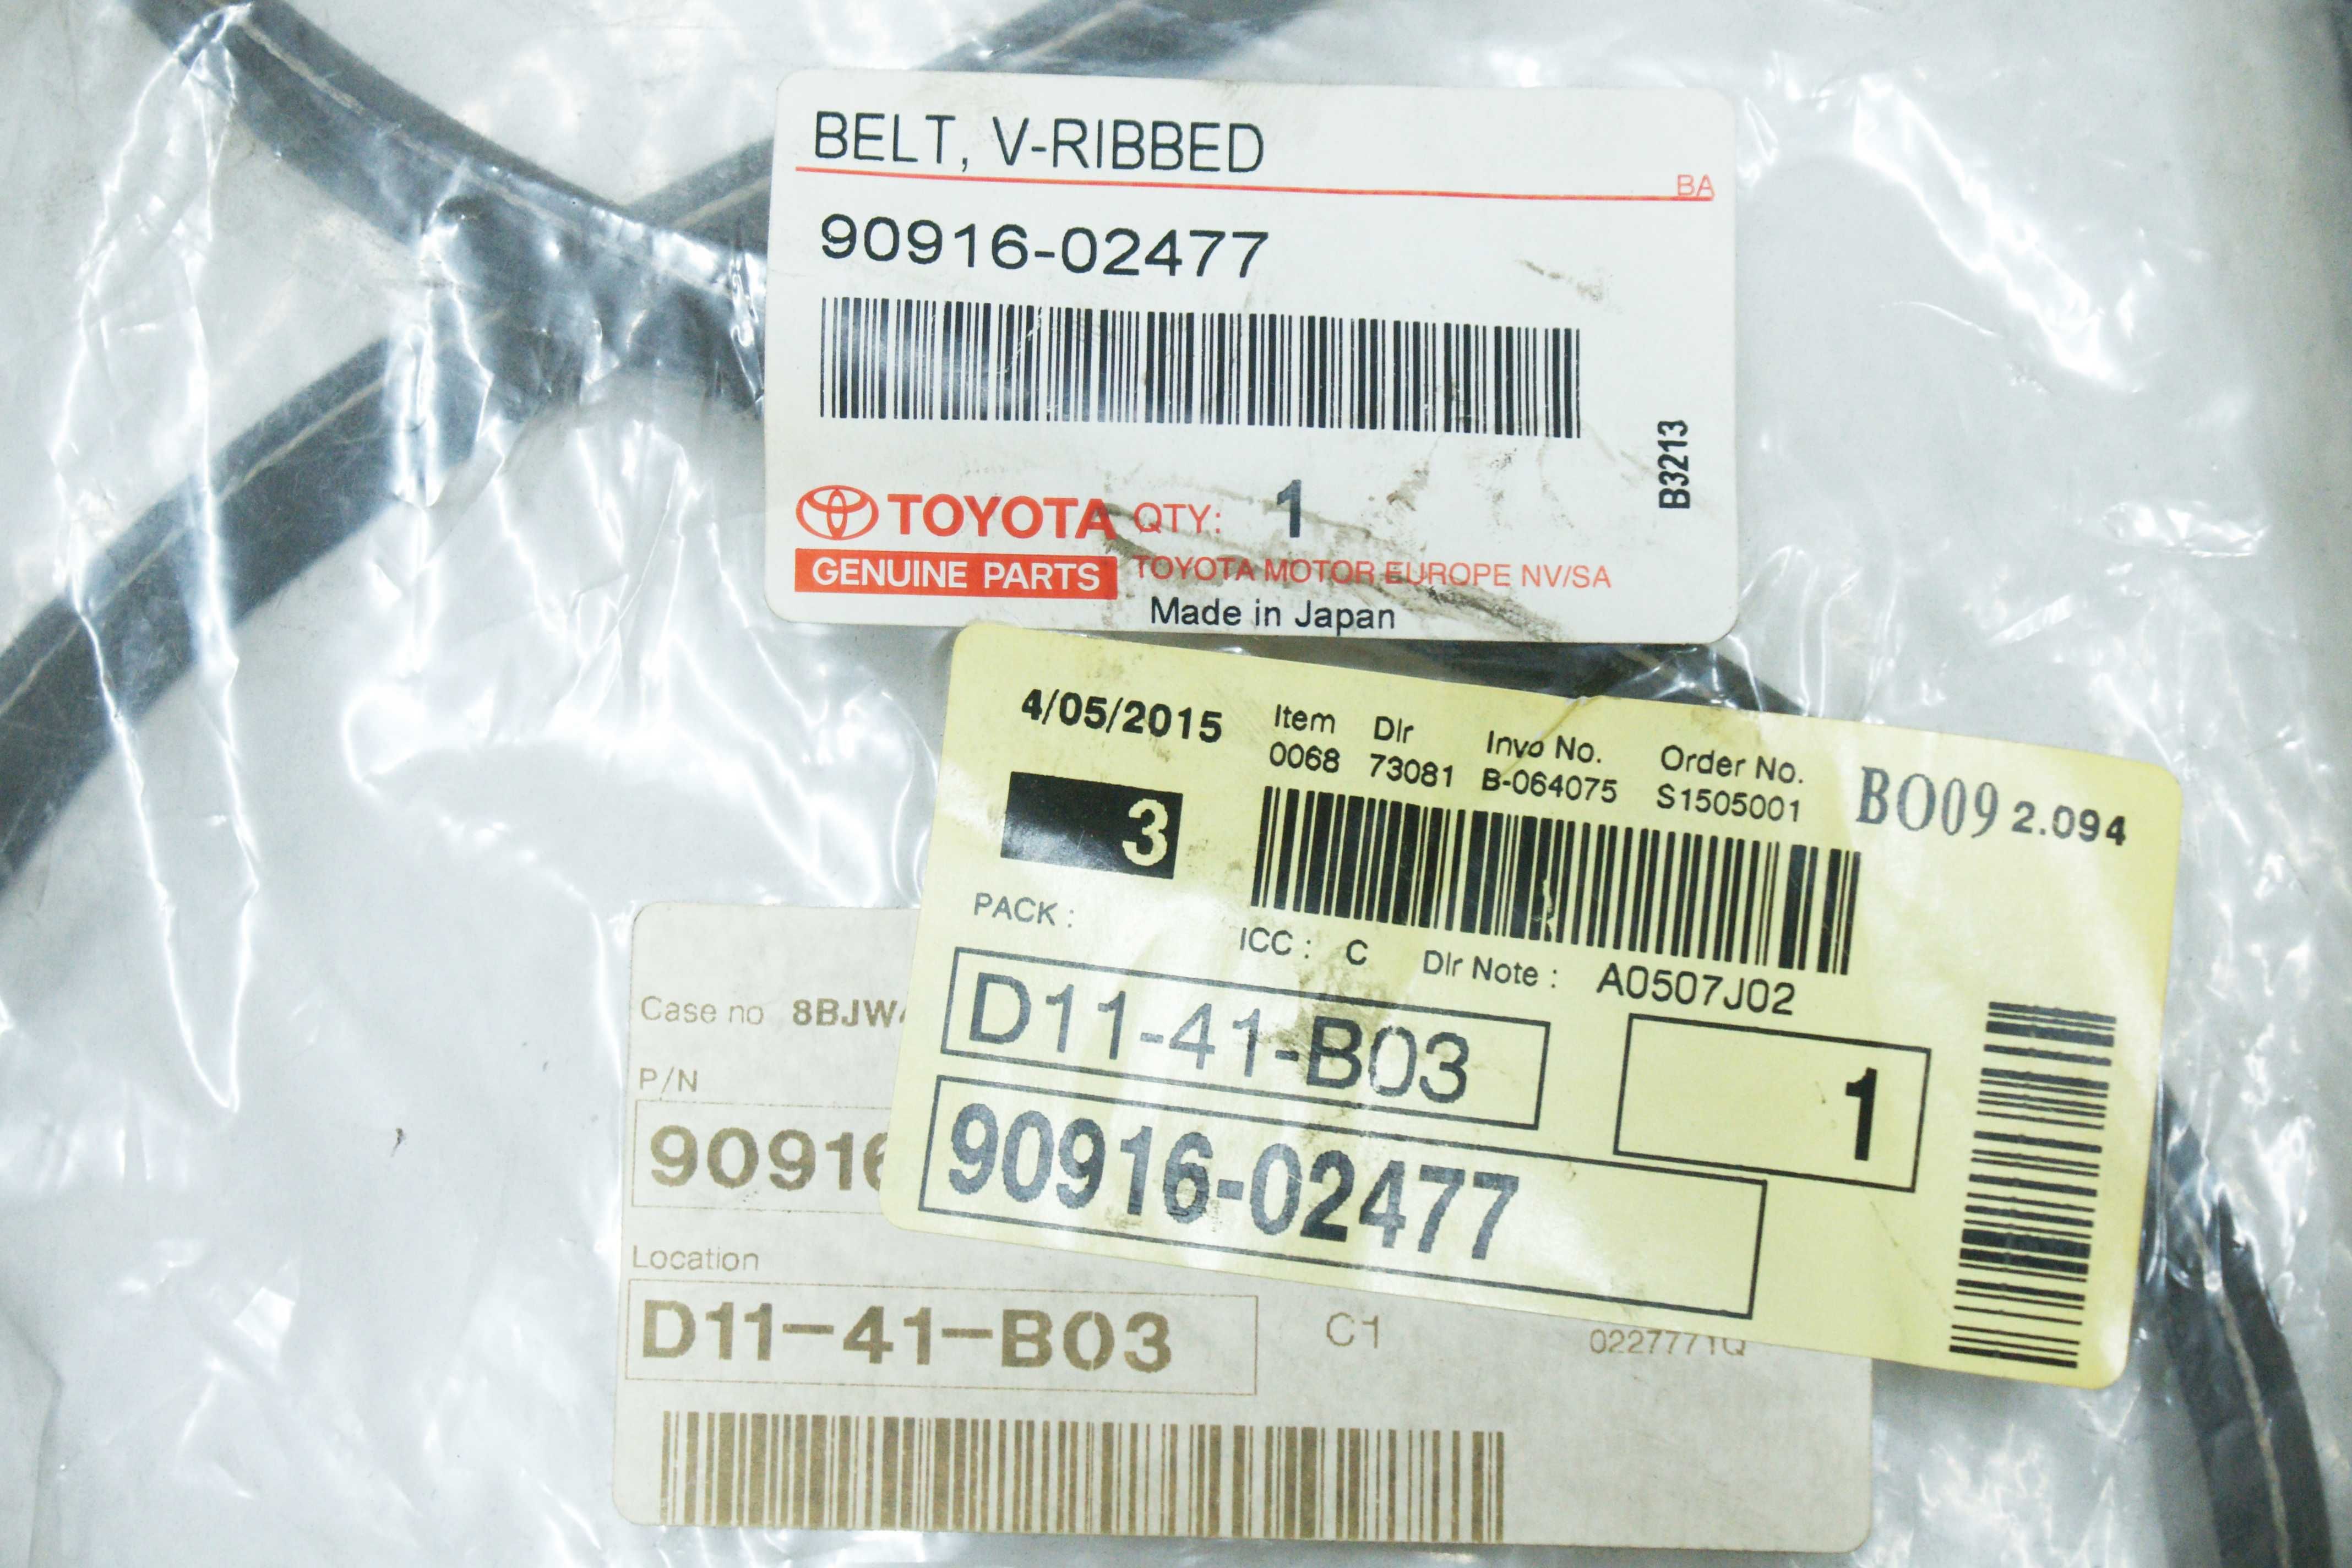 BELT, V-RIBBED
BA
90916-02477
B3213
TOYOTA QTY: 1
GENUINE PARTS TOYOTA MOTOR EUROPE NV/SA
Made in Japan
4/05/2015 Item Dlr Invo No. Order No.
0068 73081 B-064075 S1505001 BO09 2.094
3
PACK :
ICC : C Dlr Note : A0507J02
D11-41-B03
1
90916-02477
Case no
P/N
Location
D11-41-B03 C1